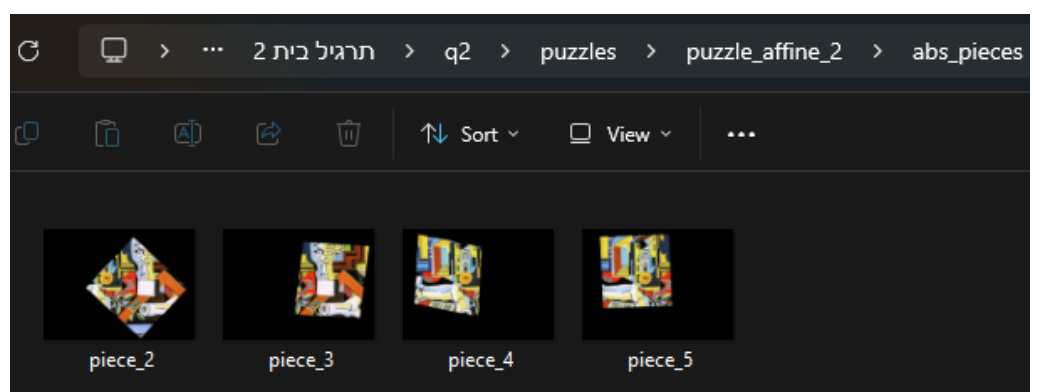 ··· תרגיל בית 2 > q2 > puzzles > puzzle_affine_2 > abs_pieces
Sort View ···
piece_2 piece_3 piece_4 piece_5